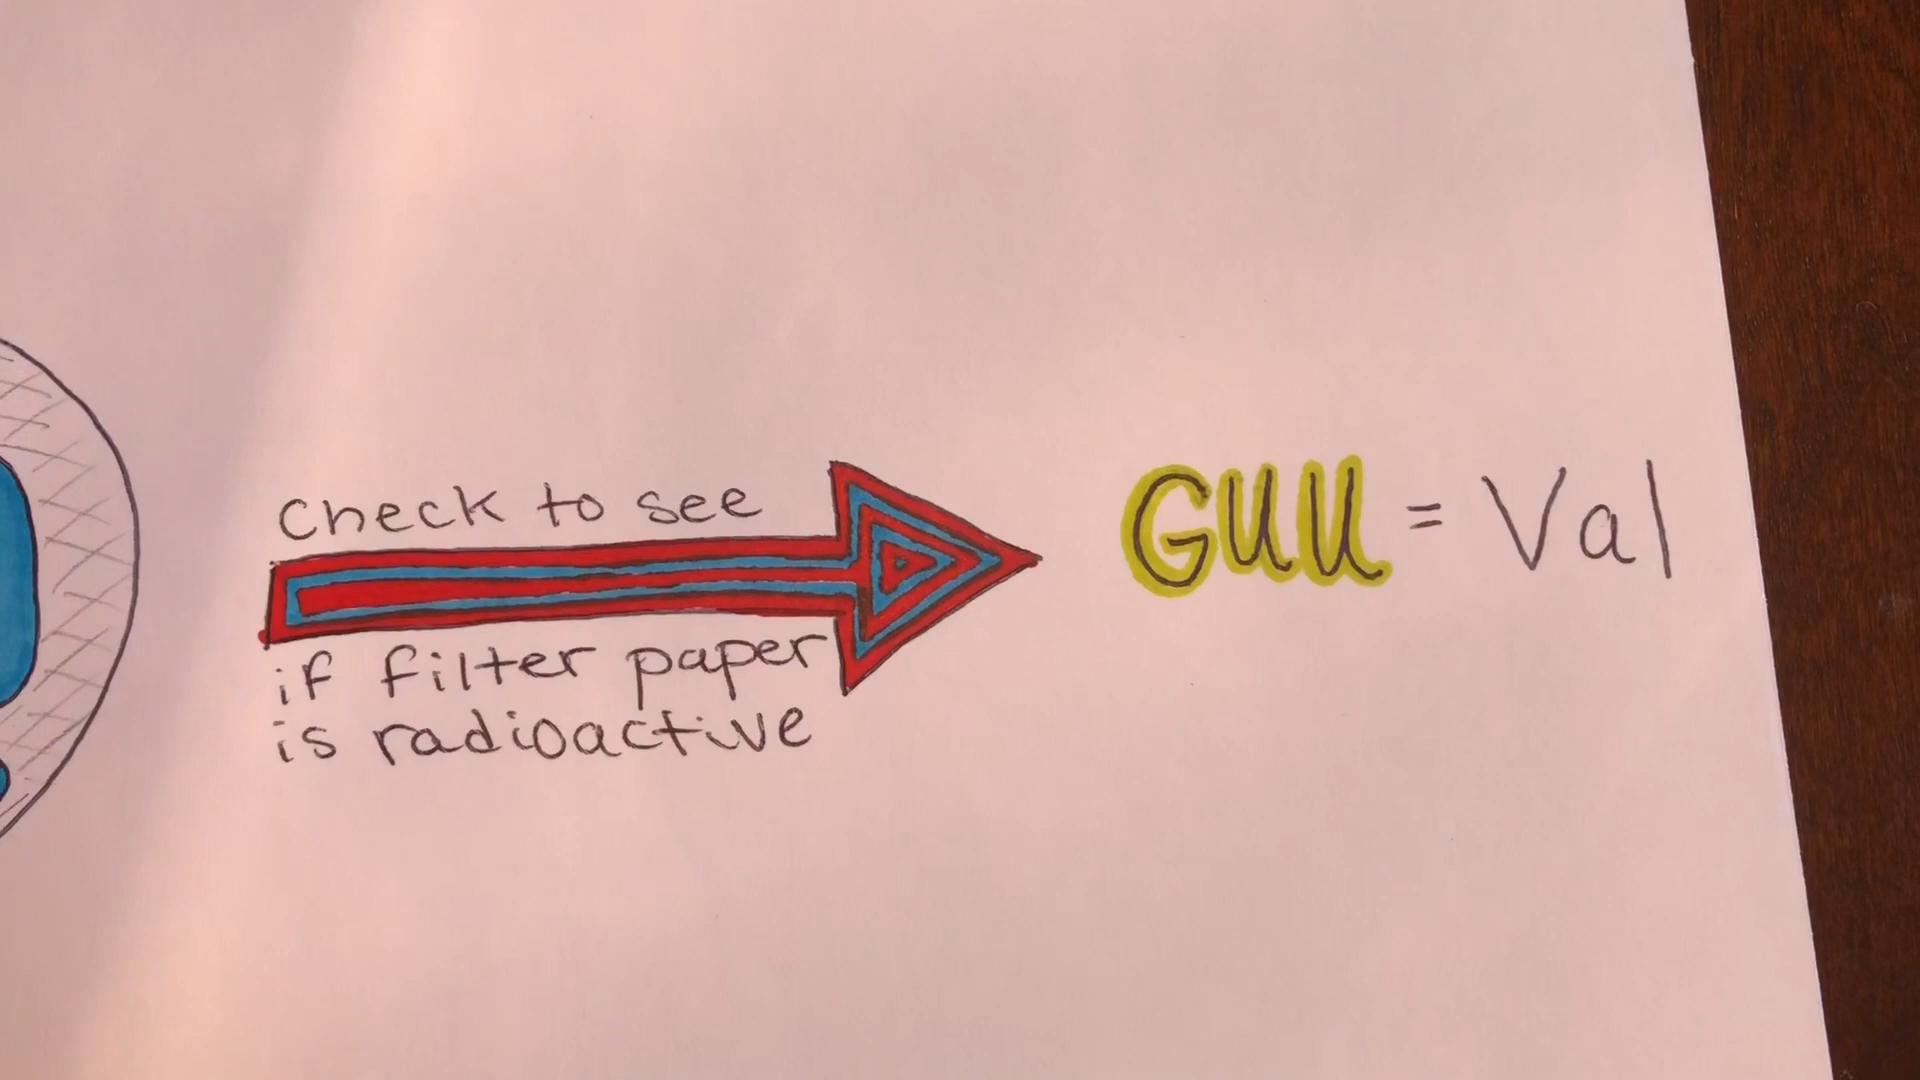 Check to see
if filter paper
is radioactive
GUU = Val